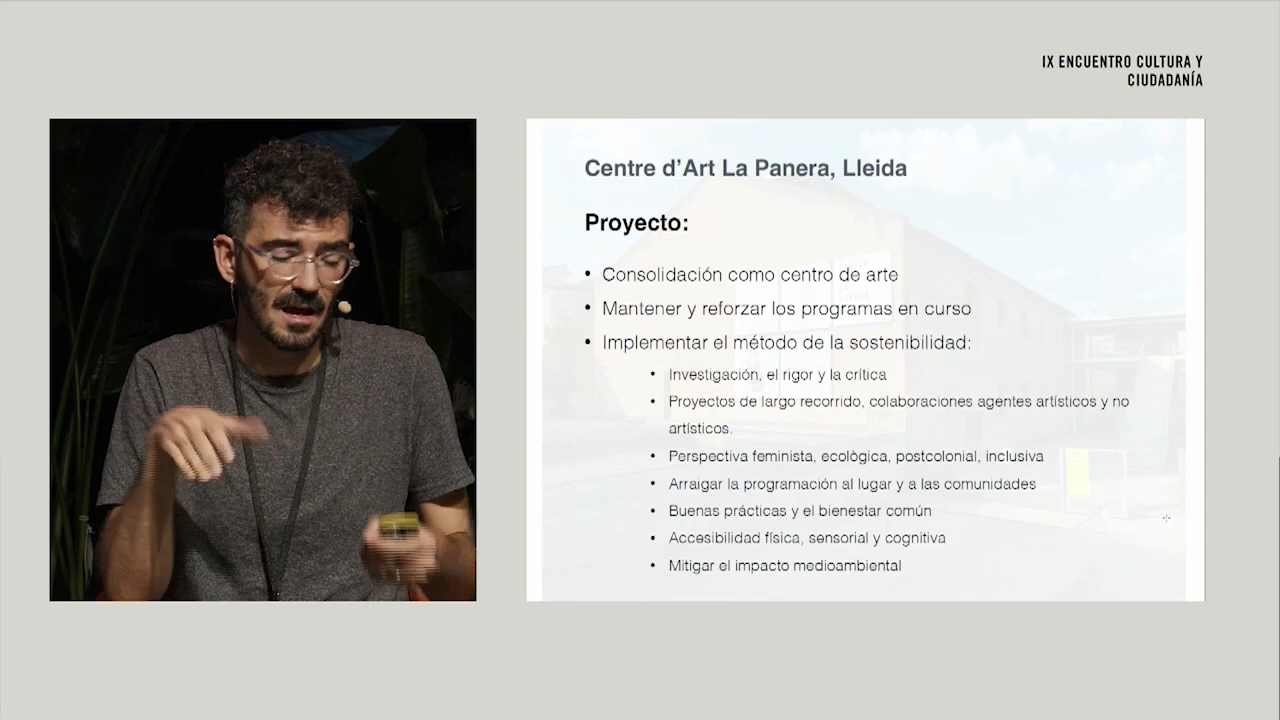 IX ENCUENTRO CULTURA Y
CIUDADANÍA
Centre d'Art La Panera, Lleida
Proyecto:
• Consolidación como centro de arte
• Mantener y reforzar los programas en curso
• Implementar el método de la sostenibilidad:
• Investigación, el rigor y la crítica
• Proyectos de largo recorrido, colaboraciones agentes artísticos y no
artísticos.
• Perspectiva feminista, ecològica, postcolonial, inclusiva
• Arraigar la programación al lugar y a las comunidades
• Buenas prácticas y el bienestar común
• Accesibilidad física, sensorial y cognitiva
• Mitigar el impacto medioambiental